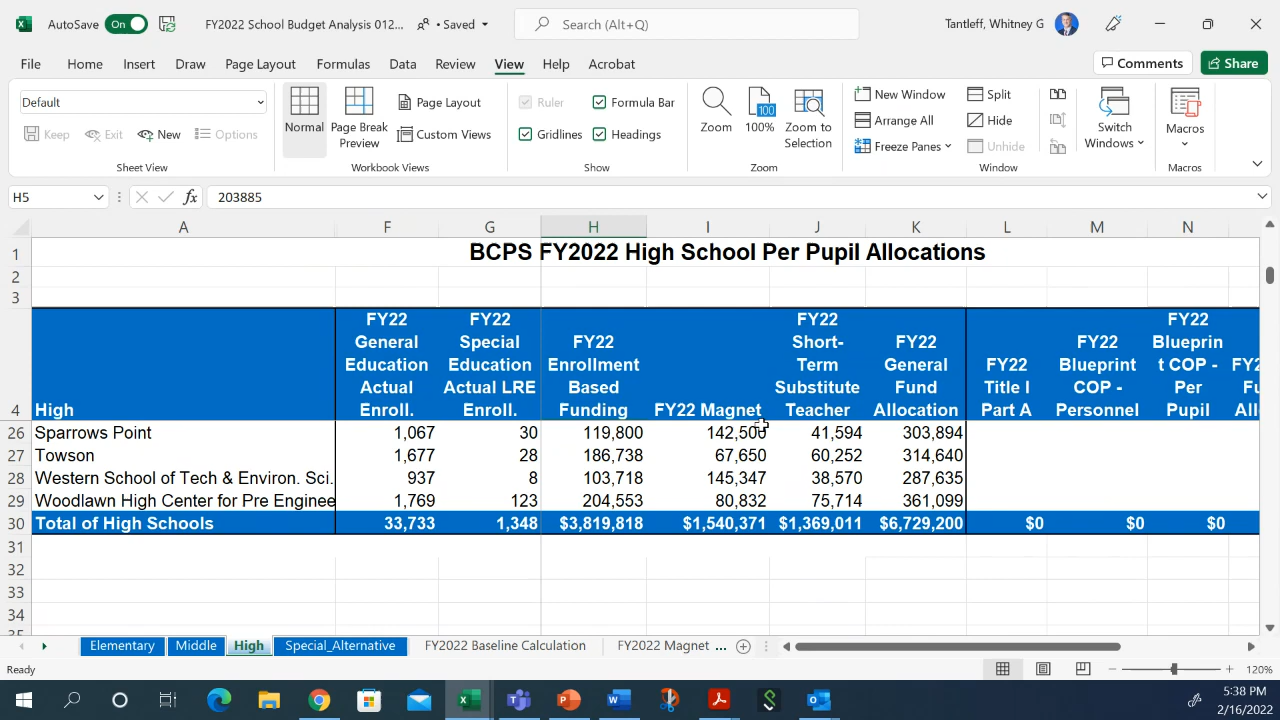 AutoSave On FY2022 School Budget Analysis 012... • Saved Search (Alt+Q) Tantleff, Whitney G
File Home Insert Draw Page Layout Formulas Data Review View Help Acrobat Comments Share
Default
Keep Exit New Options
Sheet View
Normal
Page Break
Preview
Page Layout
Custom Views
Workbook Views
Ruler Formula Bar
Gridlines Headings
Show
Zoom 100% Zoom to
Selection
Zoom
New Window
Arrange All
Freeze Panes
Split
Hide
Unhide
Switch
Windows
Window
Macros
Macros
H5 fx 203885
A F G H I J K L M N
1 BCPS FY2022 High School Per Pupil Allocations
2
3
4 High
FY22
General
Education
Actual
Enroll.
FY22
Special
Education
Actual LRE
Enroll.
FY22
Enrollment
Based
Funding
FY22 Magnet
FY22
Short-
Term
Substitute
Teacher
FY22
General
Fund
Allocation
FY22
Title I
Part A
FY22
Blueprint
COP -
Personnel
FY22
Blueprin
t COP -
Per
Pupil
26 Sparrows Point 1,067 30 119,800 142,500 41,594 303,894
27 Towson 1,677 28 186,738 67,650 60,252 314,640
28 Western School of Tech & Environ. Sci. 937 8 103,718 145,347 38,570 287,635
29 Woodlawn High Center for Pre Enginee 1,769 123 204,553 80,832 75,714 361,099
30 Total of High Schools 33,733 1,348 $3,819,818 $1,540,371 $1,369,011 $6,729,200 $0 $0 $0
31
32
33
34
Elementary Middle High Special_Alternative FY2022 Baseline Calculation FY2022 Magnet ...
Ready 120%
5:38 PM
2/16/2022